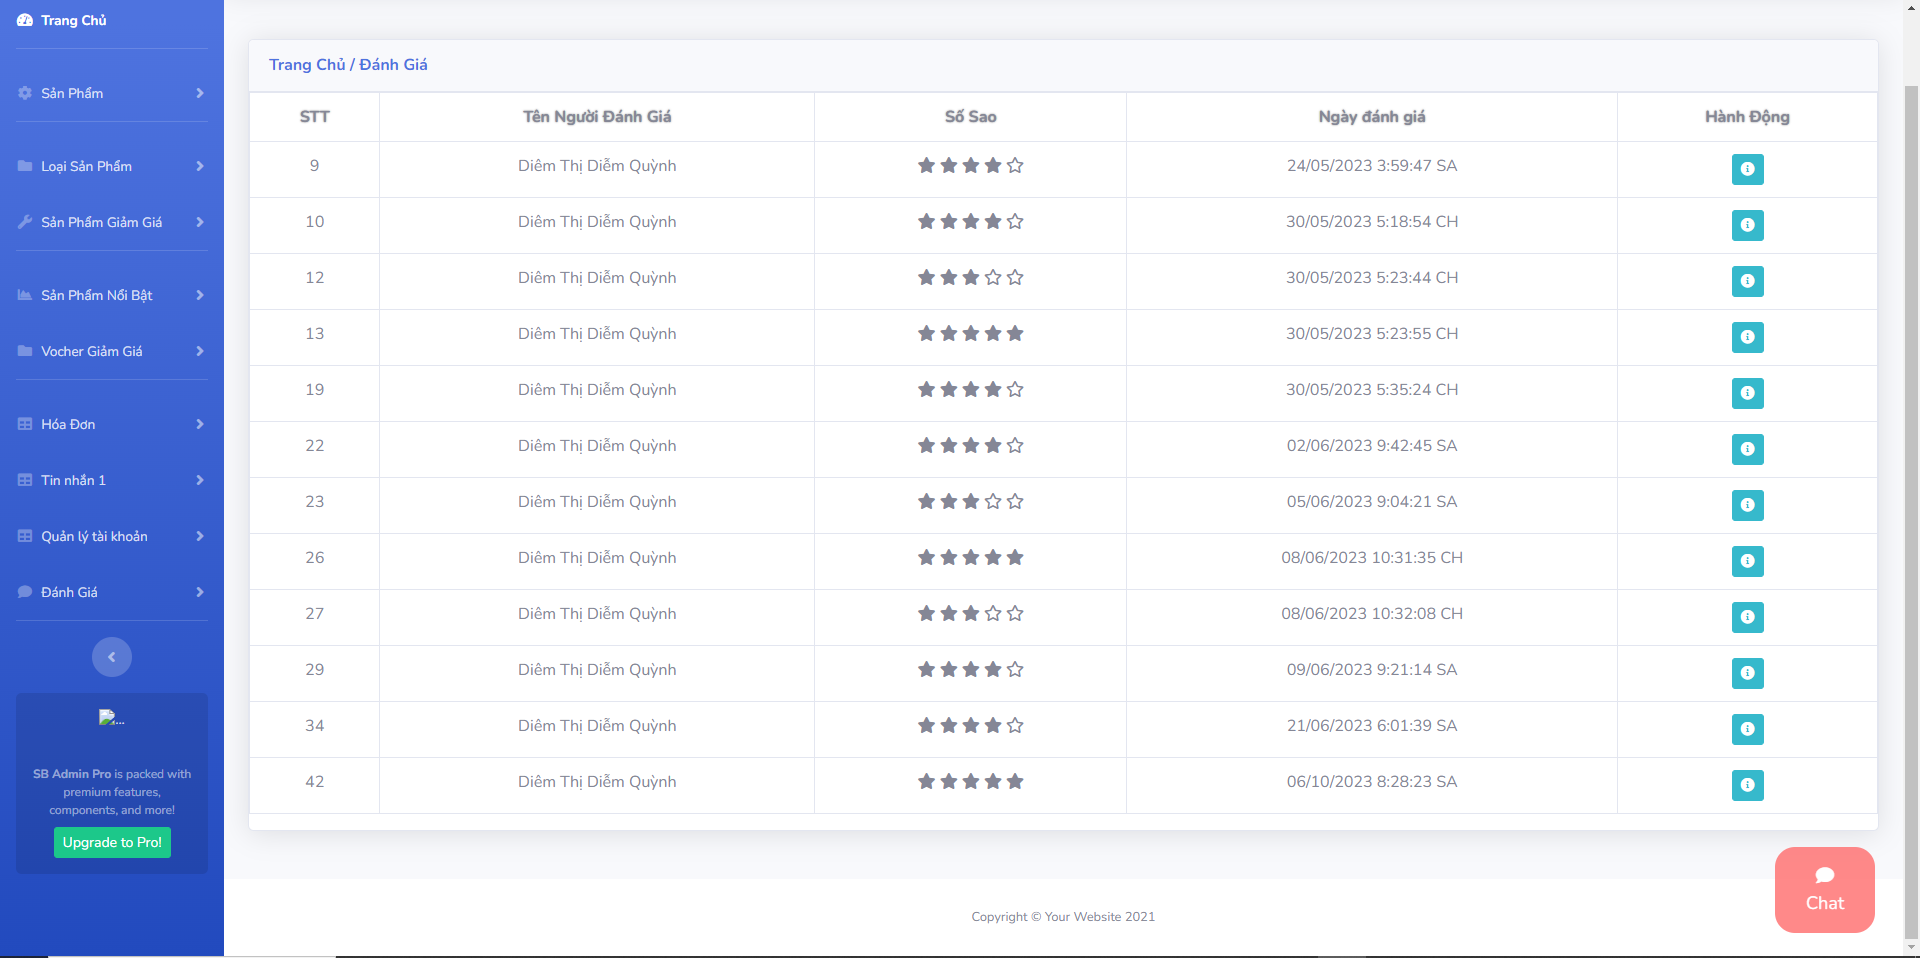 Trang Chủ
Sản Phẩm
Loại Sản Phẩm
Sản Phẩm Giảm Giá
Sản Phẩm Nổi Bật
Vocher Giảm Giá
Hóa Đơn
Tin nhắn 1
Quản lý tài khoản
Đánh Giá
...
SB Admin Pro is packed with
premium features,
components, and more!
Upgrade to Pro!
Trang Chủ / Đánh Giá
STT Tên Người Đánh Giá Số Sao Ngày đánh giá Hành Động
9 Diêm Thị Diễm Quỳnh 24/05/2023 3:59:47 SA
10 Diêm Thị Diễm Quỳnh 30/05/2023 5:18:54 CH
12 Diêm Thị Diễm Quỳnh 30/05/2023 5:23:44 CH
13 Diêm Thị Diễm Quỳnh 30/05/2023 5:23:55 CH
19 Diêm Thị Diễm Quỳnh 30/05/2023 5:35:24 CH
22 Diêm Thị Diễm Quỳnh 02/06/2023 9:42:45 SA
23 Diêm Thị Diễm Quỳnh 05/06/2023 9:04:21 SA
26 Diêm Thị Diễm Quỳnh 08/06/2023 10:31:35 CH
27 Diêm Thị Diễm Quỳnh 08/06/2023 10:32:08 CH
29 Diêm Thị Diễm Quỳnh 09/06/2023 9:21:14 SA
34 Diêm Thị Diễm Quỳnh 21/06/2023 6:01:39 SA
42 Diêm Thị Diễm Quỳnh 06/10/2023 8:28:23 SA
Chat
Copyright © Your Website 2021